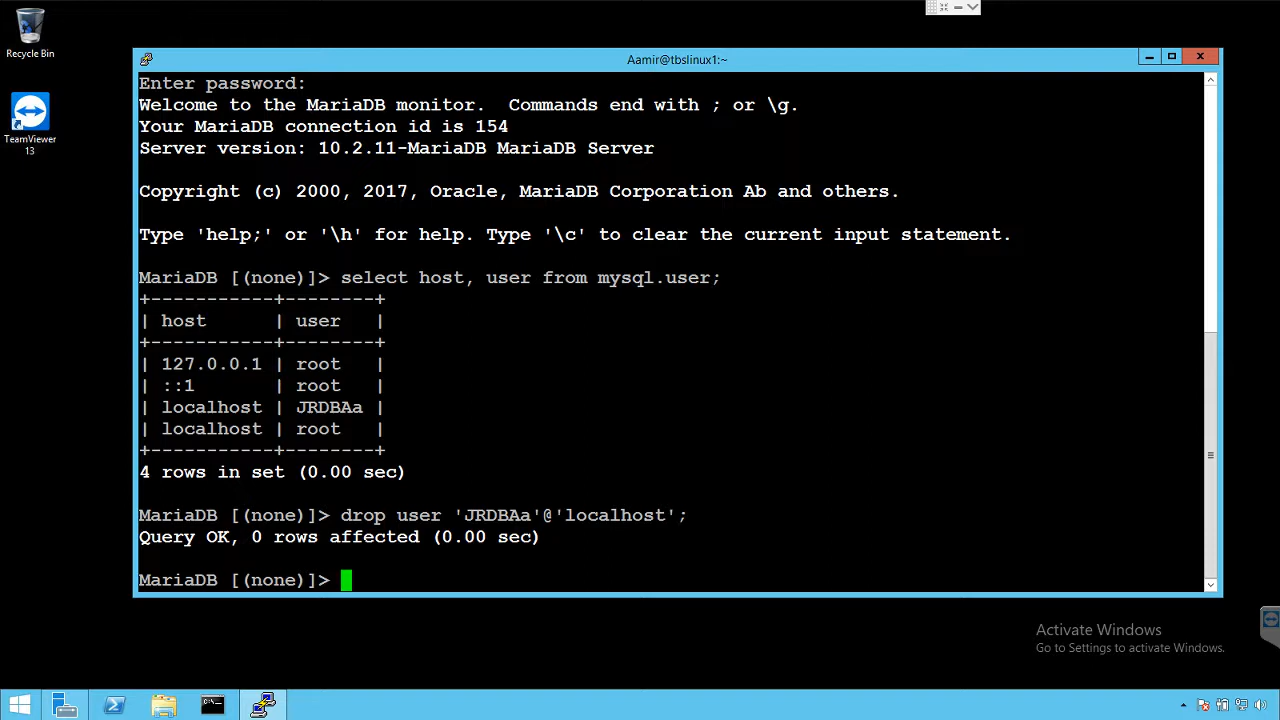 Recycle Bin
TeamViewer
13
Aamir@tbslinux1:~
Enter password:
Welcome to the MariaDB monitor.  Commands end with ; or \g.
Your MariaDB connection id is 154
Server version: 10.2.11-MariaDB MariaDB Server
Copyright (c) 2000, 2017, Oracle, MariaDB Corporation Ab and others.
Type 'help;' or '\h' for help. Type '\c' to clear the current input statement.
MariaDB [(none)]> select host, user from mysql.user;
+-----------+--------+
| host      | user   |
+-----------+--------+
| 127.0.0.1 | root   |
| ::1       | root   |
| localhost | JRDBAa |
| localhost | root   |
+-----------+--------+
4 rows in set (0.00 sec)
MariaDB [(none)]> drop user 'JRDBAa'@'localhost';
Query OK, 0 rows affected (0.00 sec)
MariaDB [(none)]>
Activate Windows
Go to Settings to activate Windows.